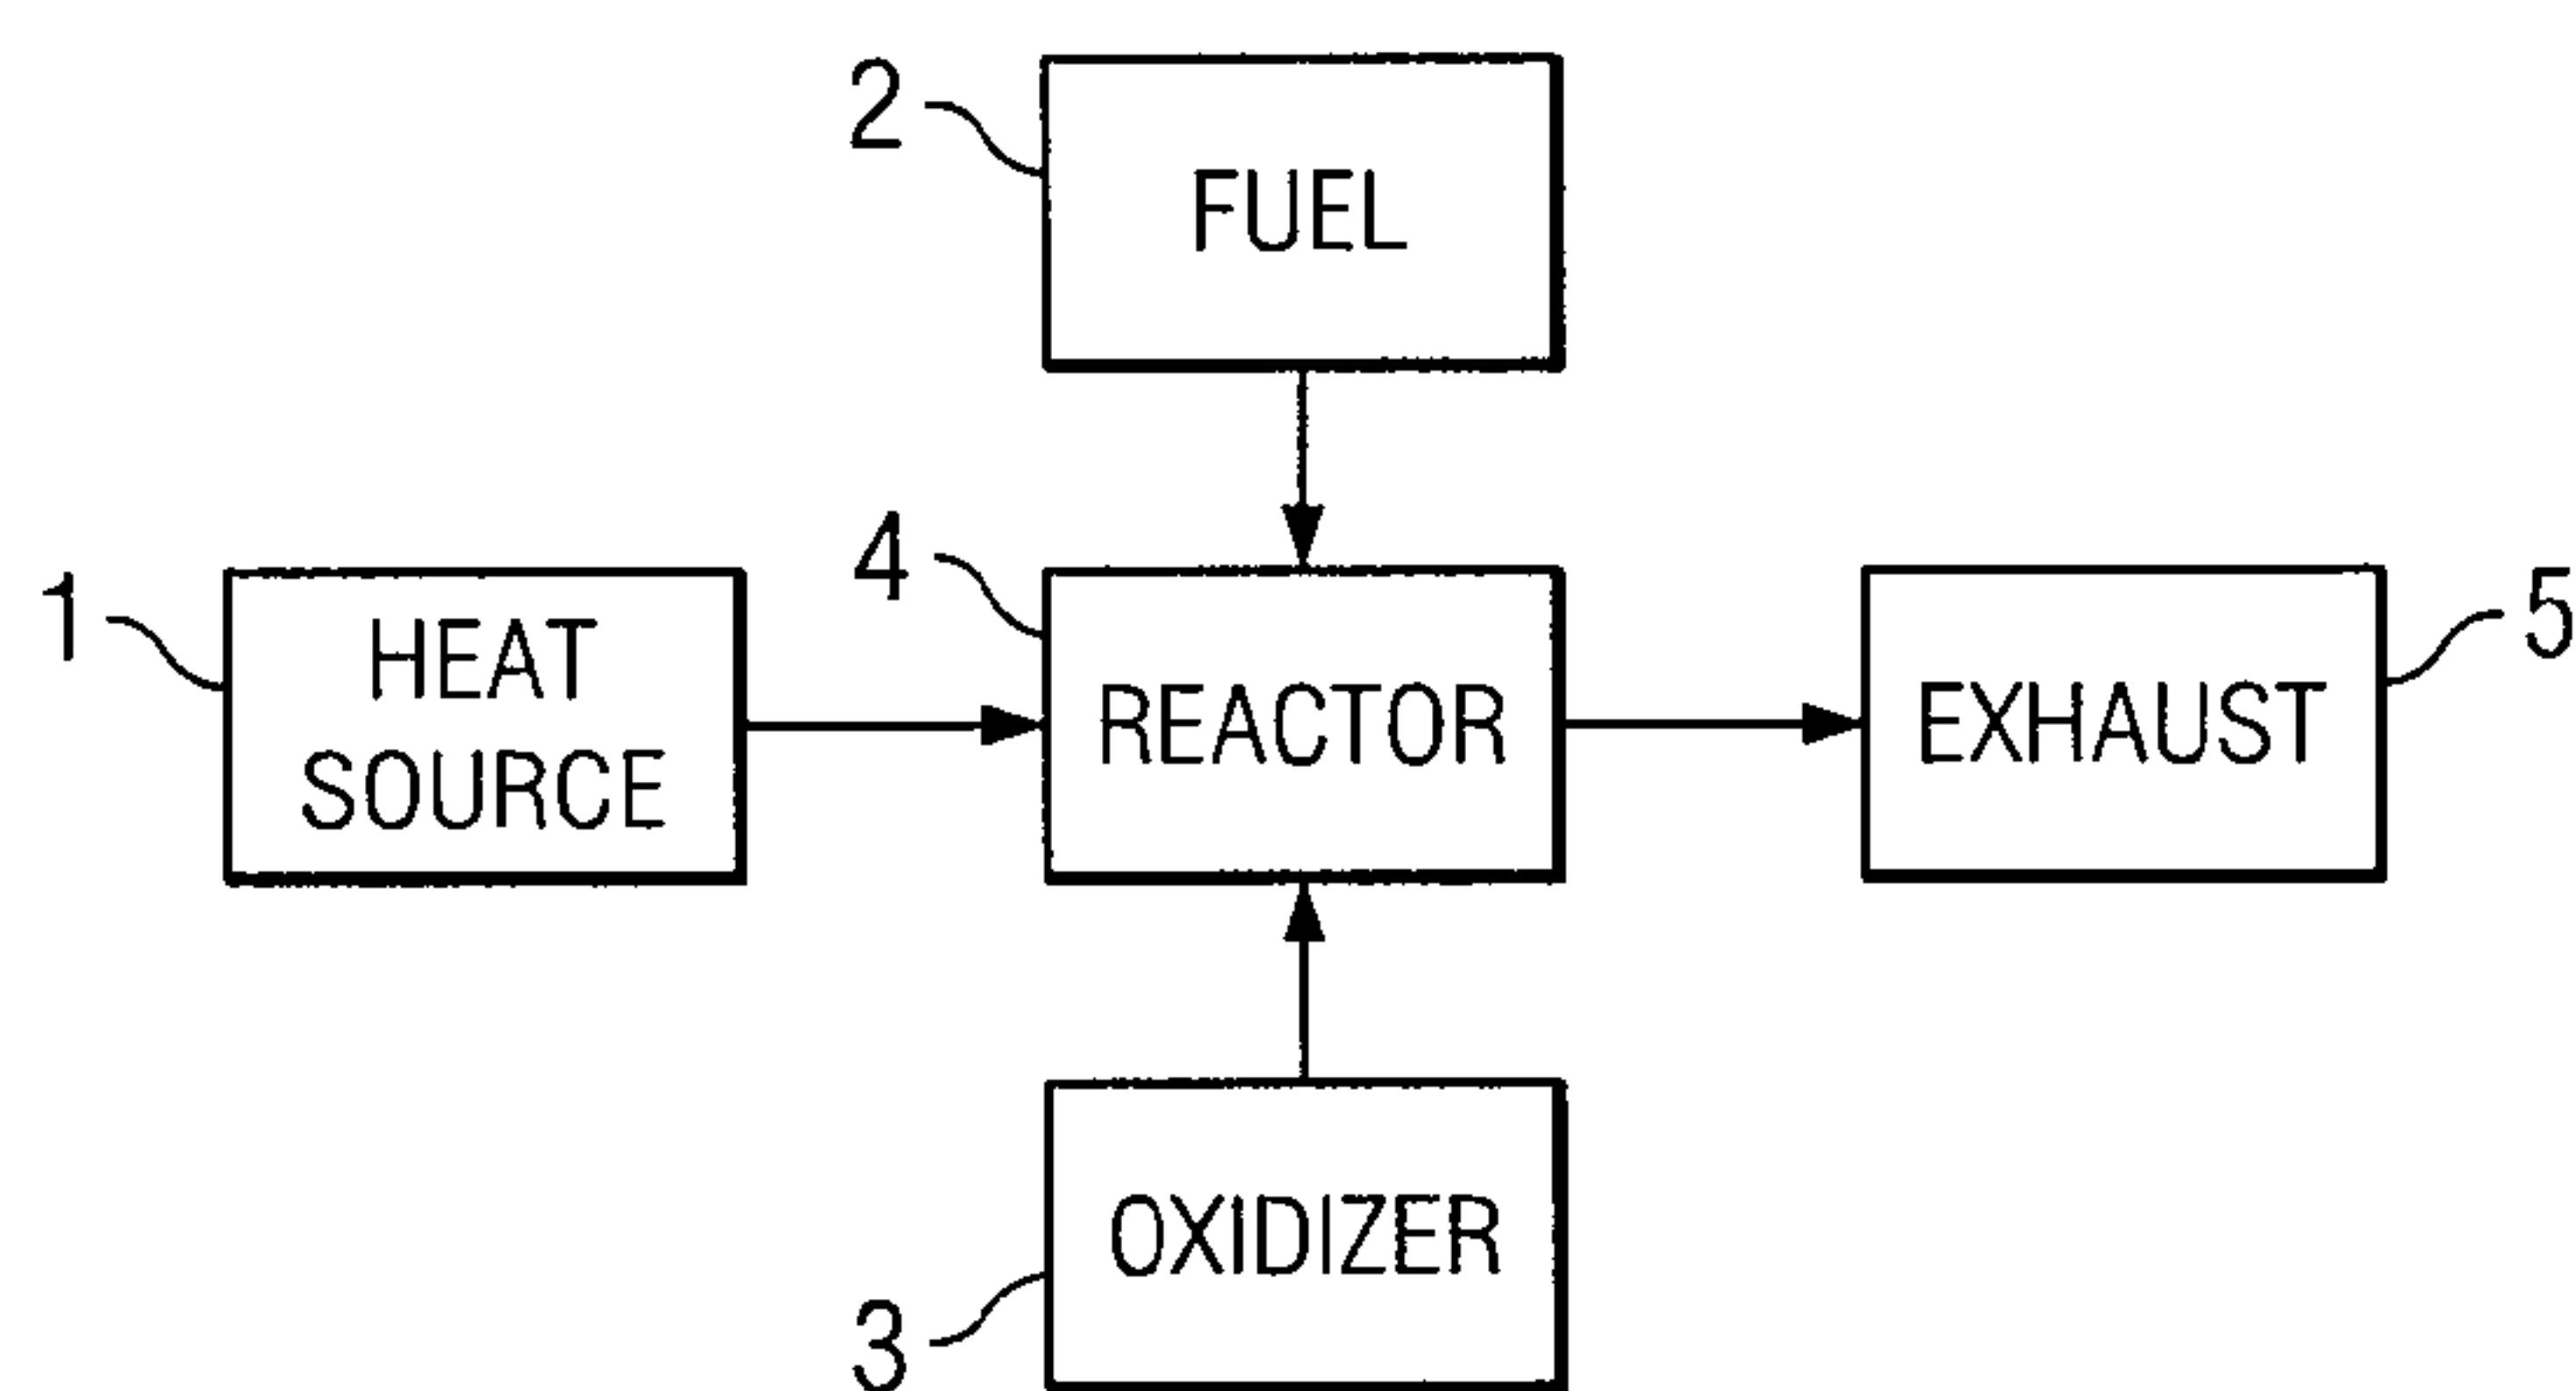 2
FUEL
1
HEAT
SOURCE
4
REACTOR
EXHAUST
5
OXIDIZER
3